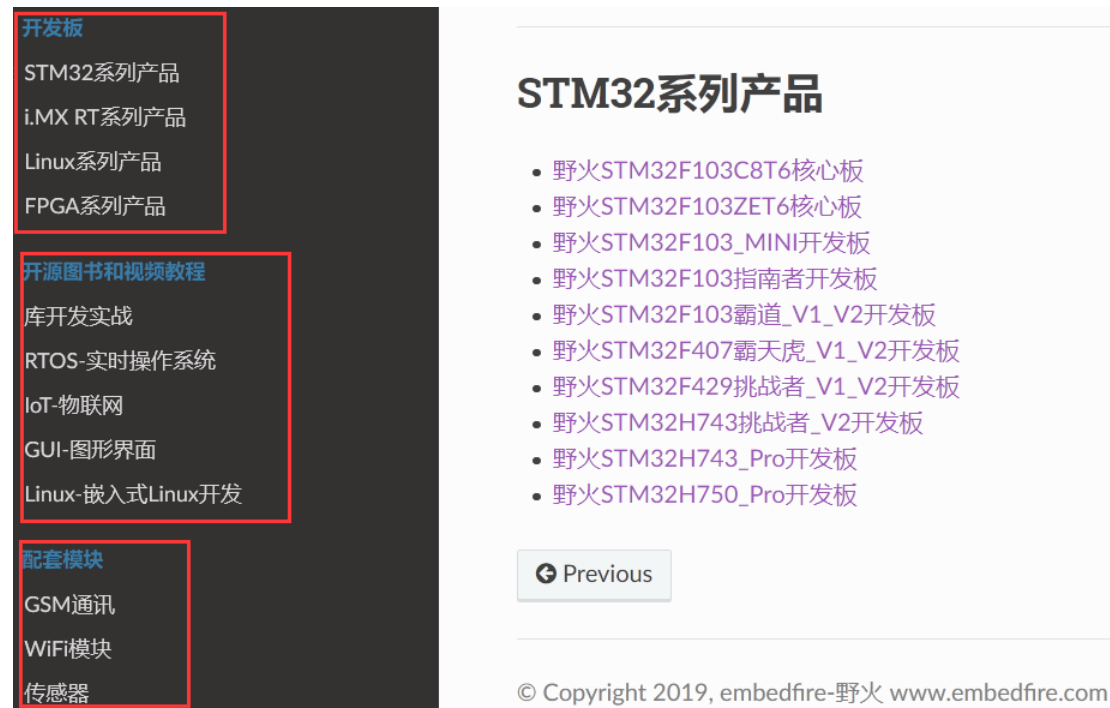 开发板
STM32系列产品
i.MX RT系列产品
Linux系列产品
FPGA系列产品
开源图书和视频教程
库开发实战
RTOS-实时操作系统
IoT-物联网
GUI-图形界面
Linux-嵌入式Linux开发
配套模块
GSM通讯
WiFi模块
传感器
STM32系列产品
野火STM32F103C8T6核心板
野火STM32F103ZET6核心板
野火STM32F103_MINI开发板
野火STM32F103指南者开发板
野火STM32F103霸道_V1_V2开发板
野火STM32F407霸天虎_V1_V2开发板
野火STM32F429挑战者_V1_V2开发板
野火STM32H743挑战者_V2开发板
野火STM32H743_Pro开发板
野火STM32H750_Pro开发板
Previous
© Copyright 2019, embedfire-野火 www.embedfire.com